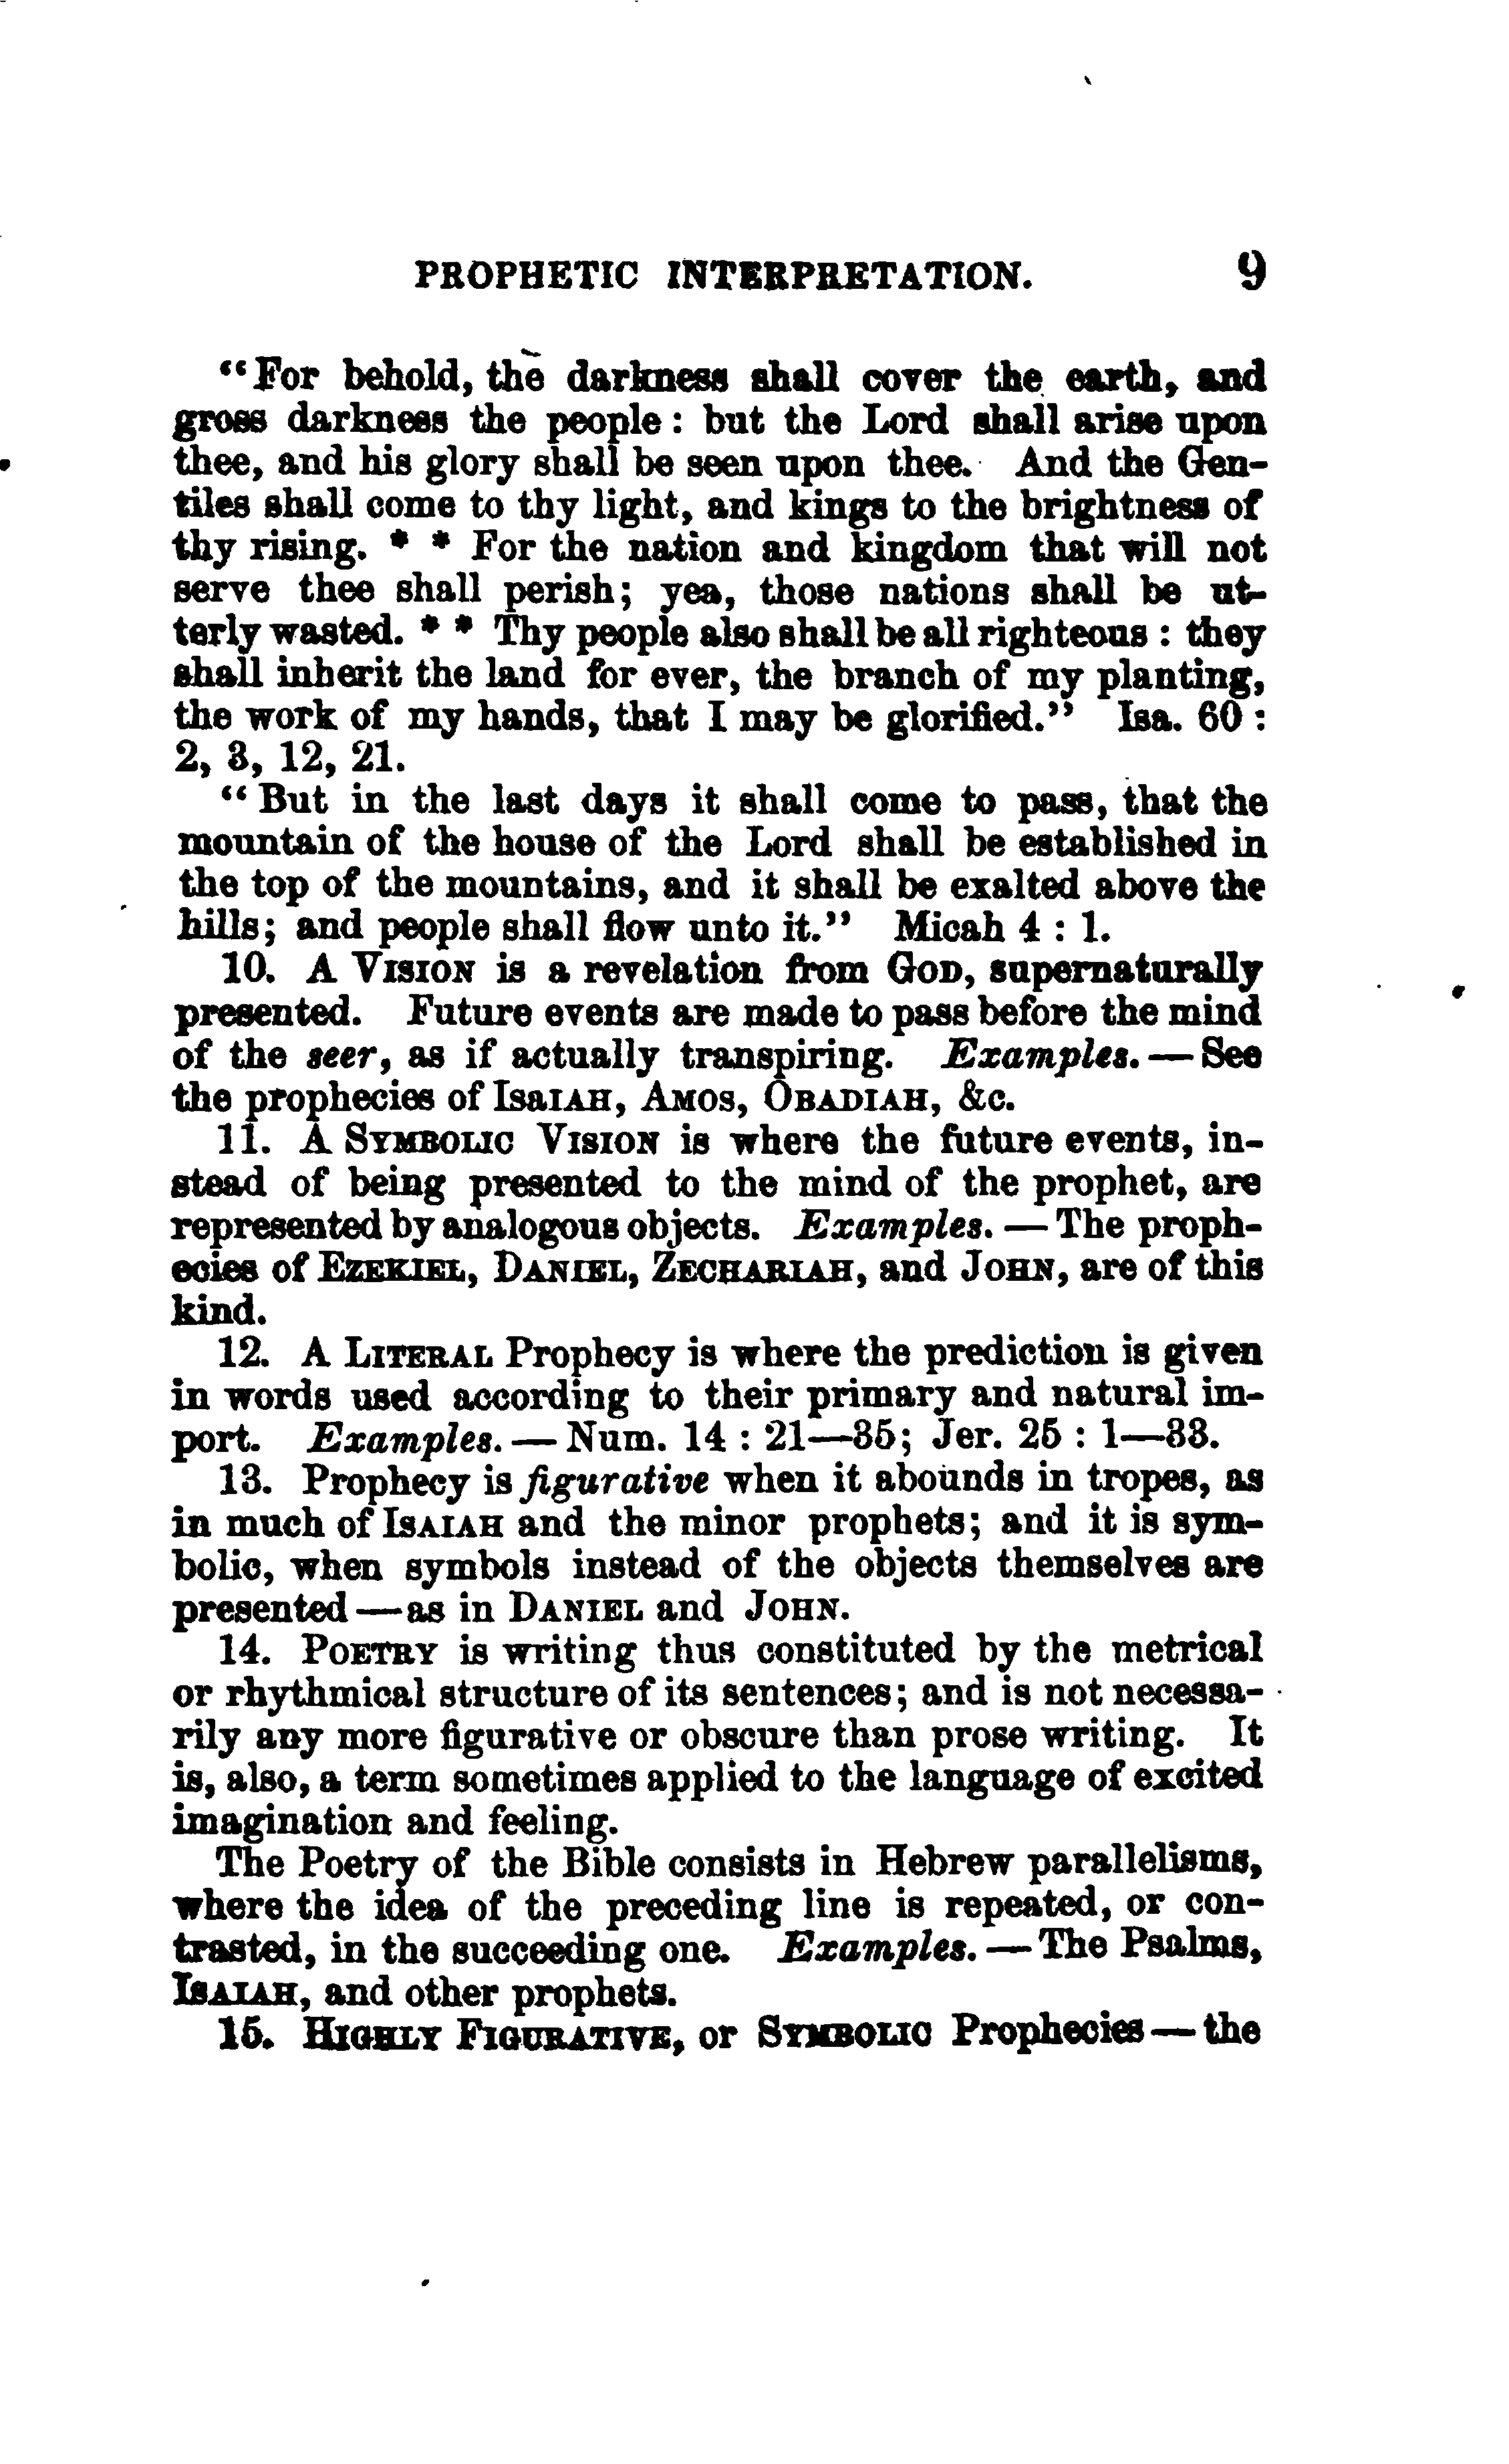 PROPHETIC INTERPRETATION. 9
“For behold, the darkness shall cover the earth, and
gross darkness the people : but the Lord shall arise upon
thee, and his glory shall be seen upon thee. And the Gen-
tiles shall come to thy light, and kings to the brightness of
thy rising. * * For the nation and kingdom that will not
serve thee shall perish; yea, those nations shall be ut-
terly wasted. * * Thy people also shall be all righteous : they
shall inherit the land for ever, the branch of my planting,
the work of my hands, that I may be glorified.” Isa. 60 :
2, 3, 12, 21.
“But in the last days it shall come to pass, that the
mountain of the house of the Lord shall be established in
the top of the mountains, and it shall be exalted above the
hills; and people shall flow unto it.” Micah 4 : 1.
10. A VISION is a revelation from GOD, supernaturally
presented. Future events are made to pass before the mind
of the seer, as if actually transpiring. Examples. — See
the prophecies of IsaIAH, AMOS, OBADIAH, &c.
11. A SYMBOLIC VISION is where the future events, in-
stead of being presented to the mind of the prophet, are
represented by analogous objects. Examples. — The proph-
ecies of EZEKIEL, DANIEL, ZECHARIAH, and JOHN, are of this
kind.
12. A LITERAL Prophecy is where the prediction is given
in words used according to their primary and natural im-
port. Examples. — Num. 14 : 21—35; Jer. 25 : 1—33.
13. Prophecy is figurative when it abounds in tropes, as
in much of ISAIAH and the minor prophets; and it is sym-
bolic, when symbols instead of the objects themselves are
presented — as in DANIEL and JOHN.
14. POETRY is writing thus constituted by the metrical
or rhythmical structure of its sentences; and is not necessa-
rily any more figurative or obscure than prose writing. It
is, also, a term sometimes applied to the language of excited
imagination and feeling.
The Poetry of the Bible consists in Hebrew parallelisms,
where the idea of the preceding line is repeated, or con-
trasted, in the succeeding one. Examples. — The Psalms,
ISAIAH, and other prophets.
15. HIGHLY FIGURATIVE, or SYMBOLIC Prophecies — the